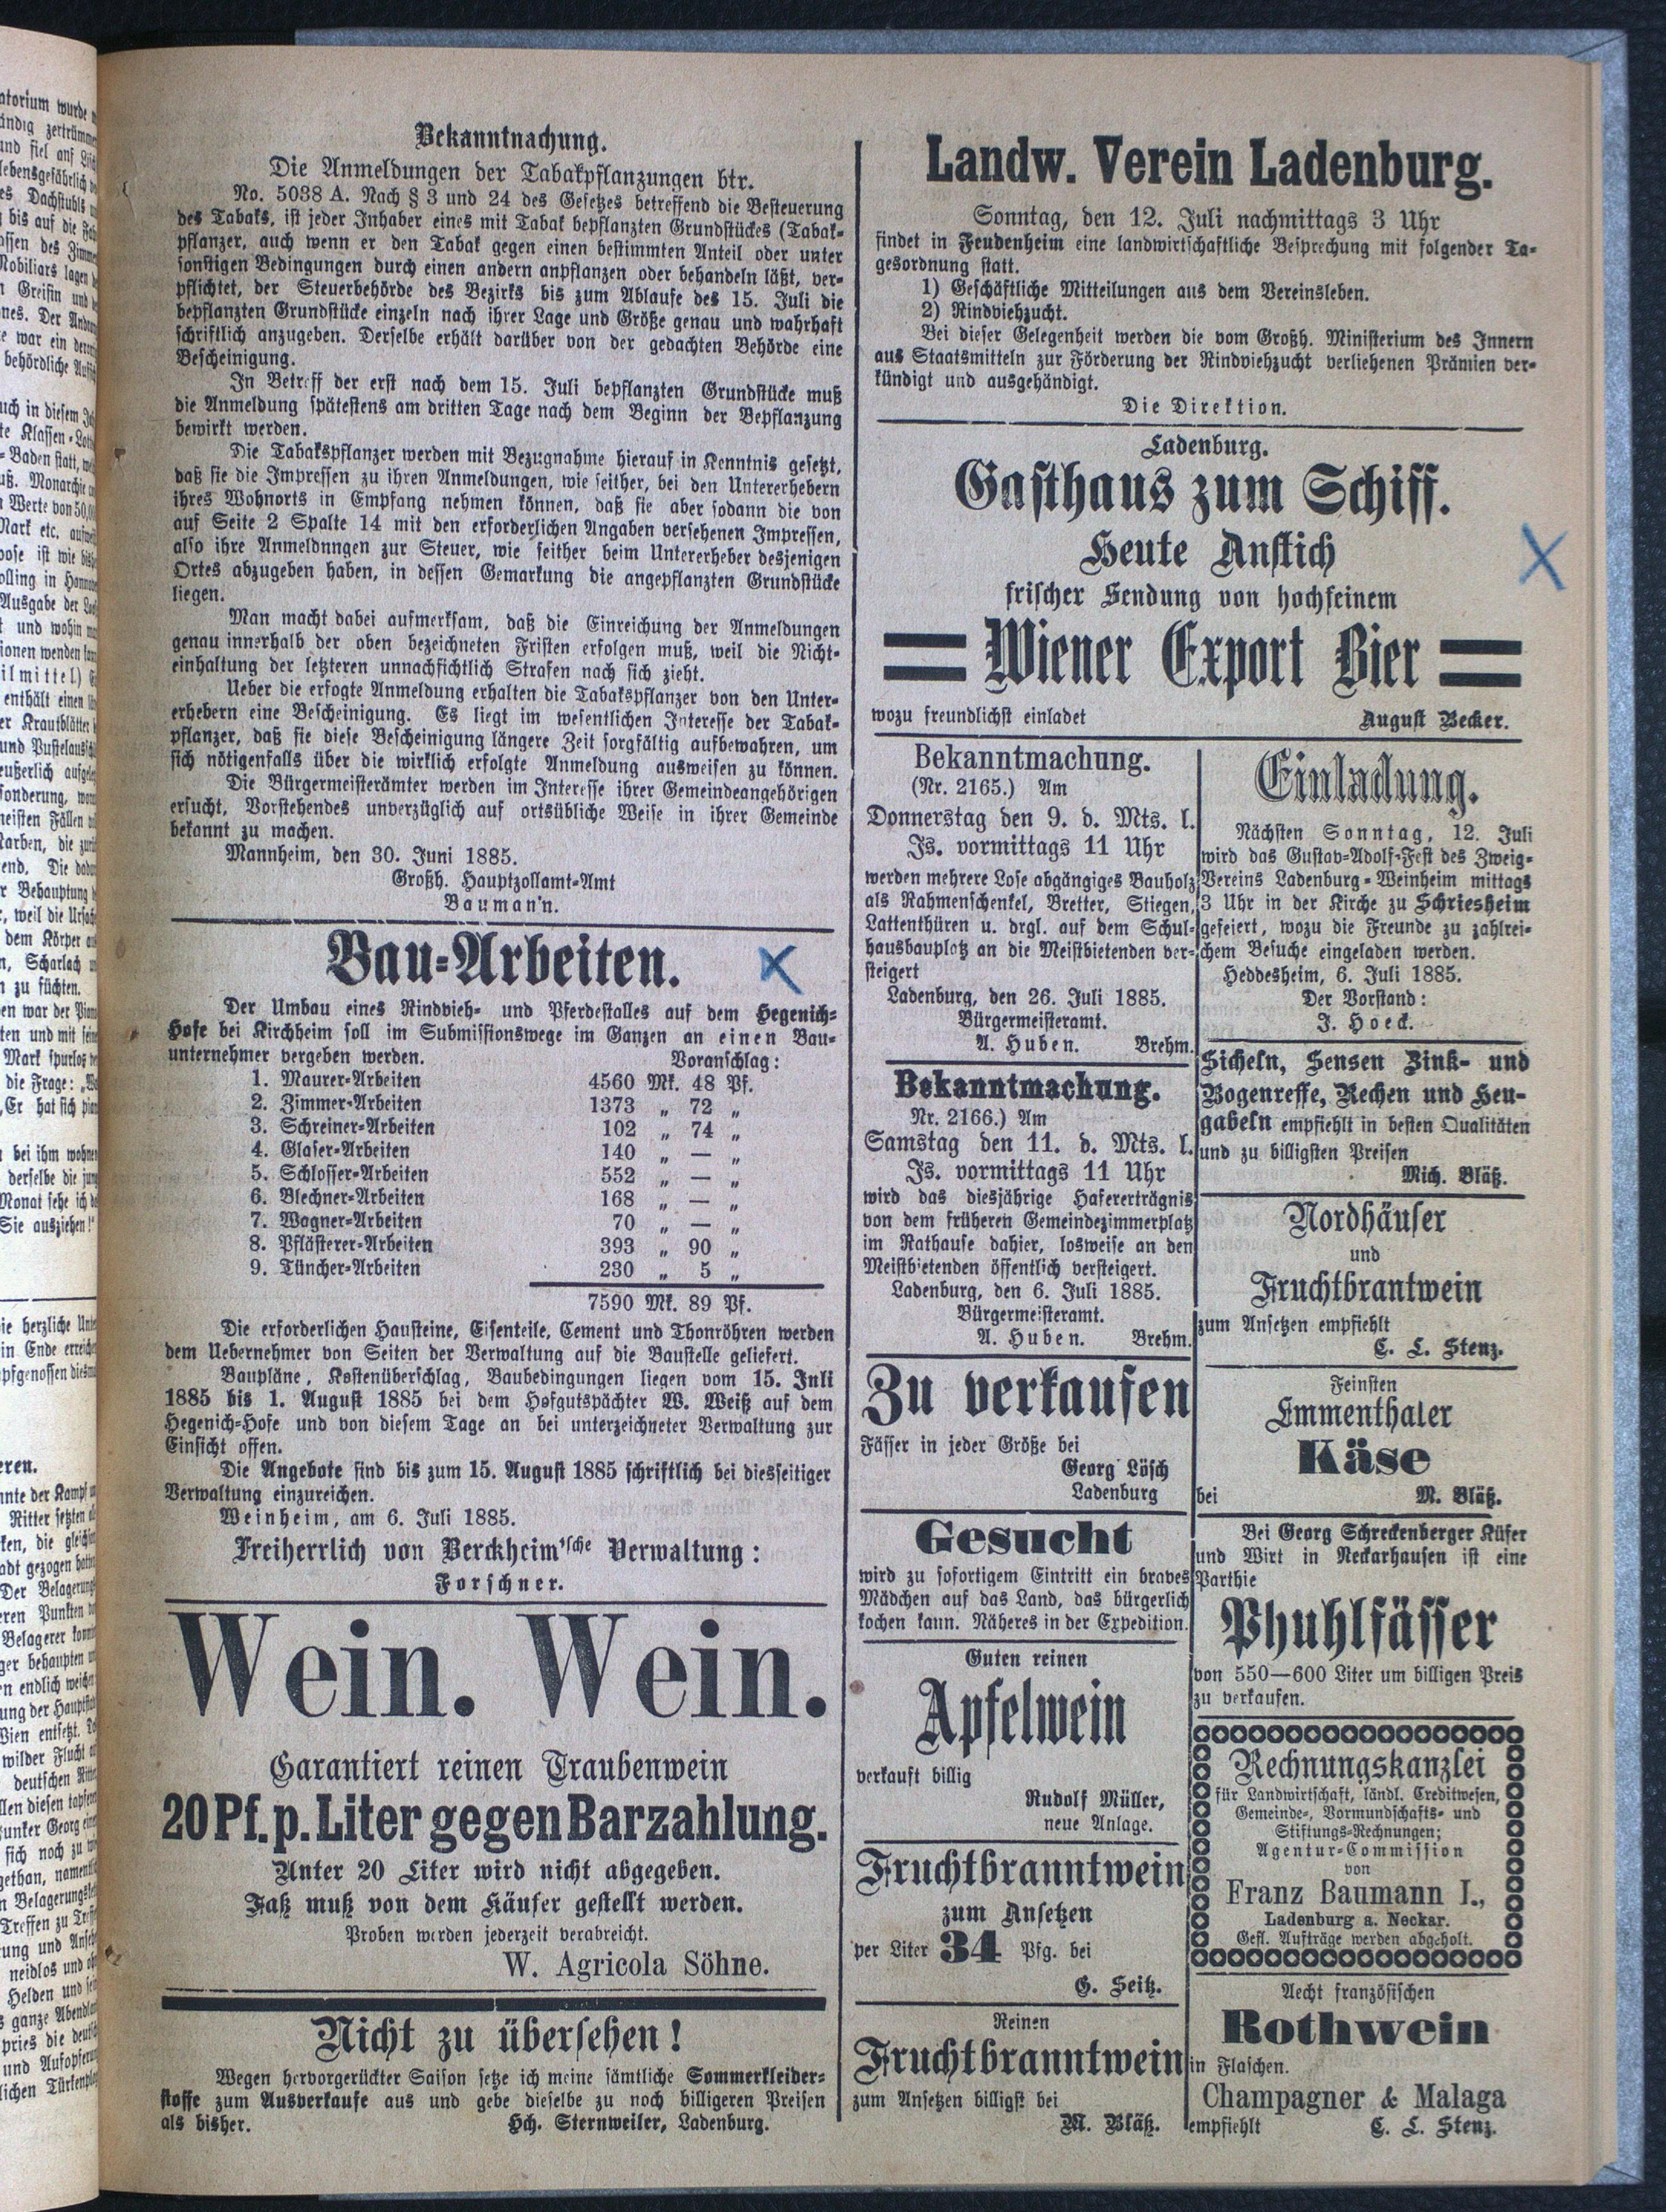 Bekanntnachung.
Die Anmeldungen der Tabakpflanzungen btr.
No. 5038 A. Nach § 3 und 24 des Gesetzes betreffend die Besteuerung
des Tabaks, ist jeder Inhaber eines mit Tabak bepflanzten Grundstückes (Tabak-
pflanzer, auch wenn er den Tabak gegen einen bestimmten Anteil oder unter
sonstigen Bedingungen durch einen andern anpflanzen oder behandeln läßt, ver-
pflichtet, der Steuerbehörde des Bezirks bis zum Ablaufe des 15. Juli die
bepflanzten Grundstücke einzeln nach ihrer Lage und Größe genau und wahrhaft
schriftlich anzugeben. Derselbe erhält darüber von der gedachten Behörde eine
Bescheinigung.
In Betreff der erst nach dem 15. Juli bepflanzten Grundstücke muß
die Anmeldung spätestens am dritten Tage nach dem Beginn der Bepflanzung
bewirkt werden.
Die Tabakspflanzer werden mit Bezugnahme hierauf in Kenntnis gesetzt,
daß sie die Impressen zu ihren Anmeldungen, wie seither, bei den Untererhebern
ihres Wohnorts in Empfang nehmen können, daß sie aber sodann die von
auf Seite 2 Spalte 14 mit den erforderlichen Angaben versehenen Impressen,
also ihre Anmeldnngen zur Steuer, wie seither beim Untererheber desjenigen
Ortes abzugeben haben, in dessen Gemarkung die angepflanzten Grundstücke
liegen.
Man macht dabei aufmerksam, daß die Einreichung der Anmeldungen
genau innerhalb der oben bezeichneten Fristen erfolgen muß, weil die Nicht-
einhaltung der letzteren unnachsichtlich Strafen nach sich zieht.
Ueber die erfogte Anmeldung erhalten die Tabakspflanzer von den Unter-
erhebern eine Bescheinigung. Es liegt im wesentlichen Interesse der Tabak-
pflanzer, daß sie diese Bescheinigung längere Zeit sorgfältig aufbewahren, um
sich nötigenfalls über die wirklich erfolgte Anmeldung ausweisen zu können.
Die Bürgermeisterämter werden im Interesse ihrer Gemeindeangehörigen
ersucht, Vorstehendes unverzüglich auf ortsübliche Weise in ihrer Gemeinde
bekannt zu machen.
Mannheim, den 30. Juni 1885.
Großh. Hauptzollamt-Amt
Bauman'n.
Bau-Arbeiten.
Der Umbau eines Rindvieh- und Pferdestalles auf dem Hegenich-
Hofe bei Kirchheim soll im Submissionswege im Ganzen an einen Bau-
unternehmer vergeben werden. Voranschlag:
1. Maurer-Arbeiten 4560 Mk. 48 Pf.
2. Zimmer-Arbeiten 1373 „ 72 „
3. Schreiner-Arbeiten 102 „ 74 „
4. Glaser-Arbeiten 140 „ — „
5. Schlosser-Arbeiten 552 „ — „
6. Blechner-Arbeiten 168 „ — „
7. Wagner-Arbeiten 70 „ — „
8. Pflästerer-Arbeiten 393 „ 90 „
9. Tüncher-Arbeiten 230 „ 5 „
7590 Mk. 89 Pf.
Die erforderlichen Hausteine, Eisenteile, Cement und Thonröhren werden
dem Uebernehmer von Seiten der Verwaltung auf die Baustelle geliefert.
Baupläne, Kostenüberschlag, Baubedingungen liegen vom 15. Juli
1885 bis 1. August 1885 bei dem Hofgutspächter W. Weiß auf dem
Hegenich-Hofe und von diesem Tage an bei unterzeichneter Verwaltung zur
Einsicht offen.
Die Angebote sind bis zum 15. August 1885 schriftlich bei diesseitiger
Verwaltung einzureichen.
Weinheim, am 6. Juli 1885.
Freiherrlich von Berckheim'sche Verwaltung:
Forschner.
Wein. Wein.
Garantiert reinen Traubenwein
20 Pf. p. Liter gegen Barzahlung.
Unter 20 Liter wird nicht abgegeben.
Faß muß von dem Käufer gestellt werden.
Proben werden jederzeit verabreicht.
W. Agricola Söhne.
Nicht zu übersehen!
Wegen hervorgerückter Saison setze ich meine sämtliche Sommerkleider-
stoffe zum Ausverkaufe aus und gebe dieselbe zu noch billigeren Preisen
als bisher. Hch. Sternweiler, Ladenburg.
Landw. Verein Ladenburg.
Sonntag, den 12. Juli nachmittags 3 Uhr
findet in Feudenheim eine landwirtschaftliche Besprechung mit folgender Ta-
gesordnung statt.
1) Geschäftliche Mitteilungen aus dem Vereinsleben.
2) Rindviehzucht.
Bei dieser Gelegenheit werden die vom Großh. Ministerium des Innern
aus Staatsmitteln zur Förderung der Rindviehzucht verliehenen Prämien ver-
kündigt und ausgehändigt.
Die Direktion.
Ladenburg.
Gasthaus zum Schiff.
Heute Anstich
frischer Sendung von hochfeinem
Wiener Export Bier
wozu freundlichst einladet August Becker.
Bekanntmachung.
(Nr. 2165.) Am
Donnerstag den 9. d. Mts. l.
Js. vormittags 11 Uhr
werden mehrere Lose abgängiges Bauholz
als Rahmenschenkel, Bretter, Stiegen,
Lattenthüren u. drgl. auf dem Schul-
hausbauplatz an die Meistbietenden ver-
steigert
Ladenburg, den 26. Juli 1885.
Bürgermeisteramt.
A. Huben. Brehm.
Bekanntmachung.
Nr. 2166.) Am
Samstag den 11. d. Mts. l.
Js. vormittags 11 Uhr
wird das diesjährige Hafererträgnis
von dem früheren Gemeindezimmerplatz
im Rathause dahier, losweise an den
Meistbietenden öffentlich versteigert.
Ladenburg, den 6. Juli 1885.
Bürgermeisteramt.
A. Huben. Brehm.
Zu verkaufen
Fässer in jeder Größe bei
Georg Lösch
Ladenburg
Gesucht
wird zu sofortigem Eintritt ein braves
Mädchen auf das Land, das bürgerlich
kochen kann. Näheres in der Expedition.
Guten reinen
Apfelwein
verkauft billig
Rudolf Müller,
neue Anlage.
Fruchtbranntwein
zum Ansetzen
per Liter 34 Pfg. bei
G. Seitz.
Reinen
Fruchtbranntwein
zum Ansetzen billigst bei
M. Bläß.
Einladung.
Nächsten Sonntag, 12. Juli
wird das Gustav-Adolf-Fest des Zweig-
Vereins Ladenburg-Weinheim mittags
3 Uhr in der Kirche zu Schriesheim
gefeiert, wozu die Freunde zu zahlrei-
chem Besuche eingeladen werden.
Heddesheim, 6. Juli 1885.
Der Vorstand:
J. Hoeck.
Sicheln, Sensen Zink- und
Bogenreffe, Rechen und Heu-
gabeln empfiehlt in besten Qualitäten
und zu billigsten Preisen
Mich. Bläß.
Nordhäuser
und
Fruchtbrantwein
zum Ansetzen empfiehlt
C. L. Stenz.
Feinsten
Emmenthaler
Käse
bei M. Bläß.
Bei Georg Schreckenberger Küfer
und Wirt in Neckarhausen ist eine
Parthie
Phuhlfässer
von 550—600 Liter um billigen Preis
zu verkaufen.
Rechnungskanzlei
für Landwirtschaft, ländl. Creditwesen,
Gemeinde-, Vormundschafts- und
Stiftungs-Rechnungen;
Agentur-Commission
von
Franz Baumann I.,
Ladenburg a. Neckar.
Gefl. Aufträge werden abgeholt.
Aecht französischen
Rothwein
in Flaschen.
Champagner & Malaga
empfiehlt C. L. Stenz.